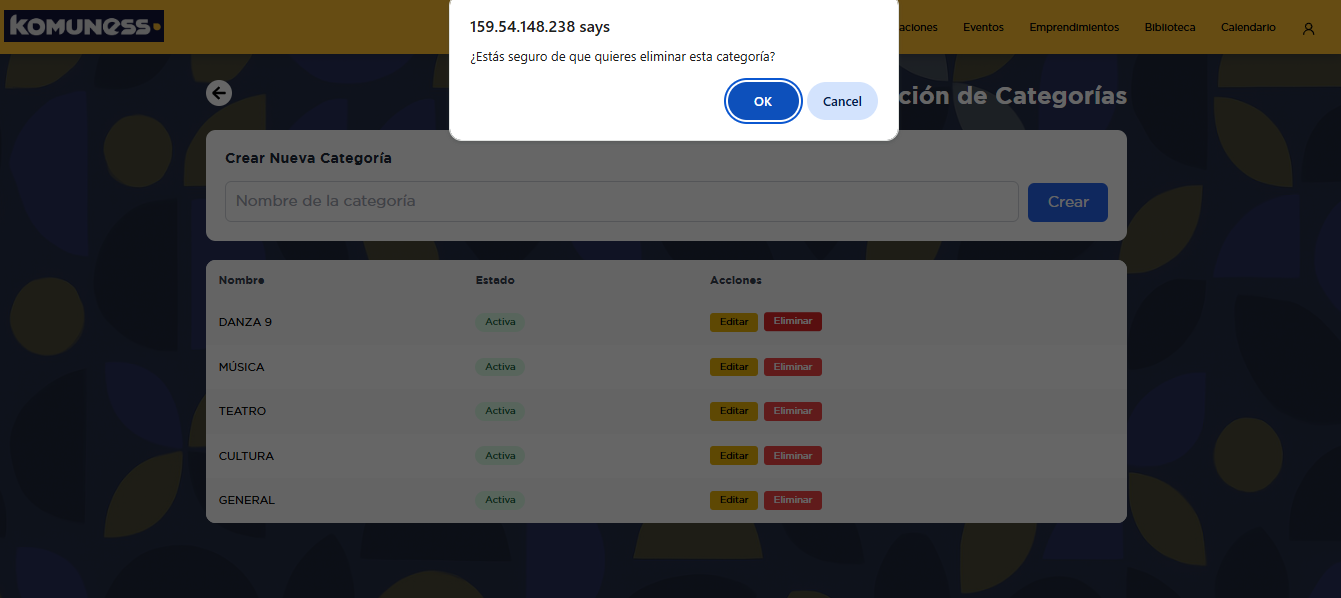 KOMUNESS
159.54.148.238 says
¿Estás seguro de que quieres eliminar esta categoría?
OK Cancel
Eventos Emprendimientos Biblioteca Calendario
de Categorías
Crear Nueva Categoría
Nombre de la categoría
Crear
Nombre Estado Acciones
DANZA 9 Activa Editar Eliminar
MÚSICA Activa Editar Eliminar
TEATRO Activa Editar Eliminar
CULTURA Activa Editar Eliminar
GENERAL Activa Editar Eliminar